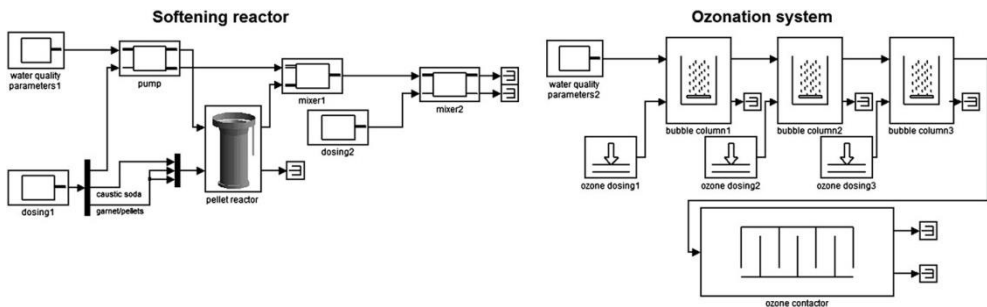 Softening reactor
water quality
parameters1
pump
mixer1
mixer2
dosing2
dosing1
caustic soda
garnet/pellets
pellet reactor
Ozonation system
water quality
parameters2
bubble column1
bubble column2
bubble column3
ozone dosing1
ozone dosing2
ozone dosing3
ozone contactor